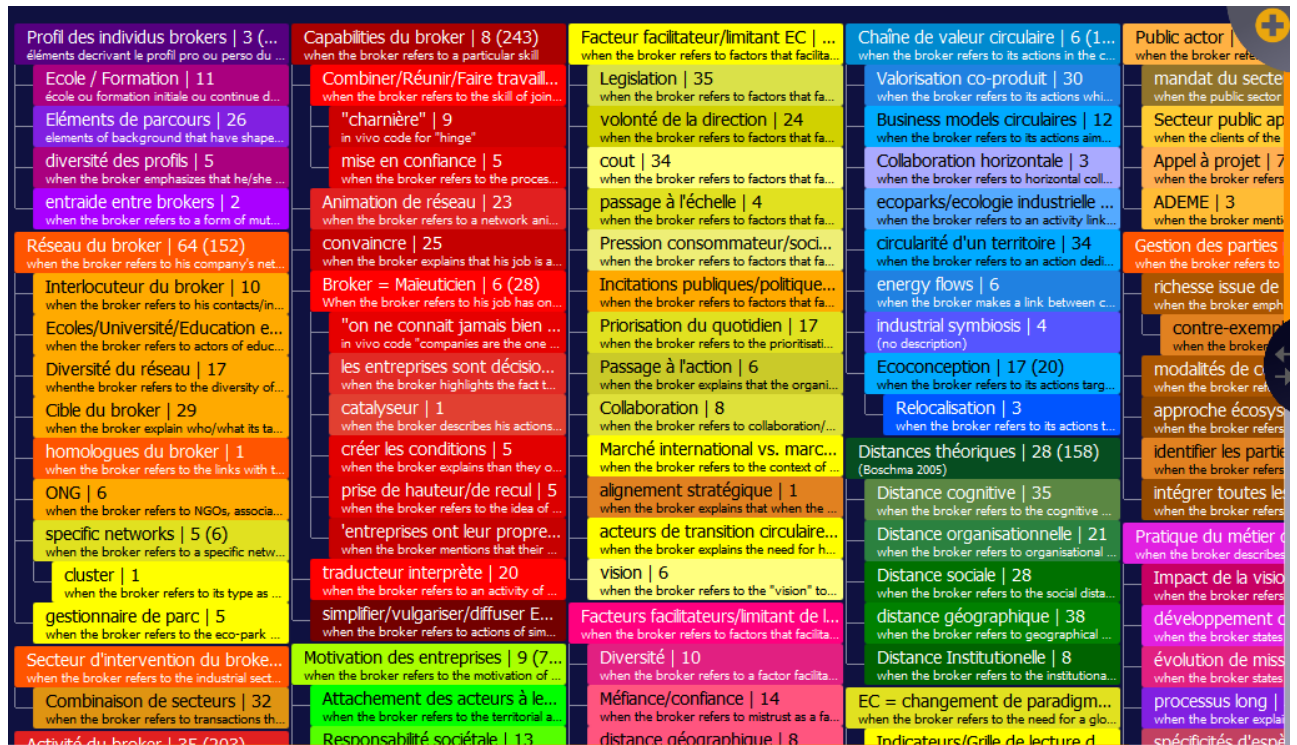 Profil des individus brokers | 3 (...
éléments decrivant le profil pro ou perso du ...
Ecole / Formation | 11
école ou formation initiale ou continue d...
Eléments de parcours | 26
elements of background that have shape...
diversité des profils | 5
when the broker emphasizes that he/she ...
entraide entre brokers | 2
when the broker refers to a form of mut...
Réseau du broker | 64 (152)
when the broker refers to his company's net...
Interlocuteur du broker | 10
when the broker refers to his contacts/in...
Ecoles/Université/Education e...
when the broker refers to actors of educ...
Diversité du réseau | 17
whenthe broker refers to the diversity of...
Cible du broker | 29
when the broker explain who/what its ta...
homologues du broker | 1
when the broker refers to the links with t...
ONG | 6
when the broker refers to NGOs, associa...
specific networks | 5 (6)
when the broker refers to a specific netw...
cluster | 1
when the broker refers to its type as ...
gestionnaire de parc | 5
when the broker refers to the eco-park ...
Secteur d'intervention du broke...
when the broker refers to the industrial sect...
Combinaison de secteurs | 32
when the broker refers to transactions th...
Activité du broker | 35 (203)
Capabilities du broker | 8 (243)
when the broker refers to a particular skill
Combiner/Réunir/Faire travaill...
when the broker refers to the skill of join...
"charnière" | 9
in vivo code for "hinge"
mise en confiance | 5
when the broker refers to the proces...
Animation de réseau | 23
when the broker refers to a network ani...
convaincre | 25
when the broker explains that his job is a...
Broker = Maïeuticien | 6 (28)
When the broker refers to his job has on...
"on ne connait jamais bien ...
in vivo code "companies are the one ...
les entreprises sont décisio...
when the broker highlights the fact t...
catalyseur | 1
when the broker describes his actions...
créer les conditions | 5
when the broker explains than they o...
prise de hauteur/de recul | 5
when the broker refers to the idea of ...
'entreprises ont leur propre...
when the broker mentions that their ...
traducteur interprète | 20
when the broker refers to an activity of ...
simplifier/vulgariser/diffuser E...
when the broker refers to actions of sim...
Motivation des entreprises | 9 (7...
when the broker refers to the motivation of ...
Attachement des acteurs à le...
when the broker refers to the territorial a...
Responsabilité sociétale | 13
Facteur facilitateur/limitant EC | ...
when the broker refers to factors that facilita...
Legislation | 35
when the broker refers to factors that fa...
volonté de la direction | 24
when the broker refers to factors that fa...
cout | 34
when the broker refers to factors that fa...
passage à l'échelle | 4
when the broker refers to factors that fa...
Pression consommateur/soci...
when the broker refers to factors that fa...
Incitations publiques/politique...
when the broker refers to factors that fa...
Priorisation du quotidien | 17
when the broker refers to the prioritisati...
Passage à l'action | 6
when the broker explains that the organi...
Collaboration | 8
when the broker refers to collaboration/...
Marché international vs. marc...
when the broker refers to the context of ...
alignement stratégique | 1
when the broker explains that when the ...
acteurs de transition circulaire...
when the broker explains the need for h...
vision | 6
when the broker refers to the "vision" to...
Facteurs facilitateurs/limitant de l...
when the broker refers to factors that facilita...
Diversité | 10
when the broker refers to a factor facilita...
Méfiance/confiance | 14
when the broker refers to mistrust as a fa...
distance géographique | 8
Chaîne de valeur circulaire | 6 (1...
when the broker refers to its actions in the c...
Valorisation co-produit | 30
when the broker refers to its actions whi...
Business models circulaires | 12
when the broker refers to its actions aim...
Collaboration horizontale | 3
when the broker refers to horizontal coll...
ecoparks/ecologie industrielle ...
when the broker refers to an activity link...
circularité d'un territoire | 34
when the broker refers to an action dedi...
energy flows | 6
when the broker makes a link between c...
industrial symbiosis | 4
(no description)
Ecoconception | 17 (20)
when the broker refers to its actions targ...
Relocalisation | 3
when the broker refers to its actions t...
Distances théoriques | 28 (158)
(Boschma 2005)
Distance cognitive | 35
when the broker refers to the cognitive ...
Distance organisationnelle | 21
when the broker refers to organisational ...
Distance sociale | 28
when the broker refers to the social dista...
distance géographique | 38
when the broker refers to geographical ...
Distance Institutionelle | 8
when the broker refers to the institutiona...
EC = changement de paradigm...
when the broker refers to the need for a glo...
Indicateurs/Grille de lecture d...
Public actor |
when the broker refe
mandat du secte
when the public sector
Secteur public ap
when the clients of the
Appel à projet | 7
when the broker refers
ADEME | 3
when the broker menti
Gestion des parties
when the broker refers to
richesse issue de
when the broker emph
contre-exemp
when the broker
modalités de c
when the broker ref
approche écosys
when the broker refers
identifier les partie
when the broker refers
intégrer toutes les
when the broker refers
Pratique du métier
when the broker describes
Impact de la visio
when the broker refers
développement
when the broker states
évolution de miss
when the broker states
processus long |
when the broker explai
spécificités d'espè